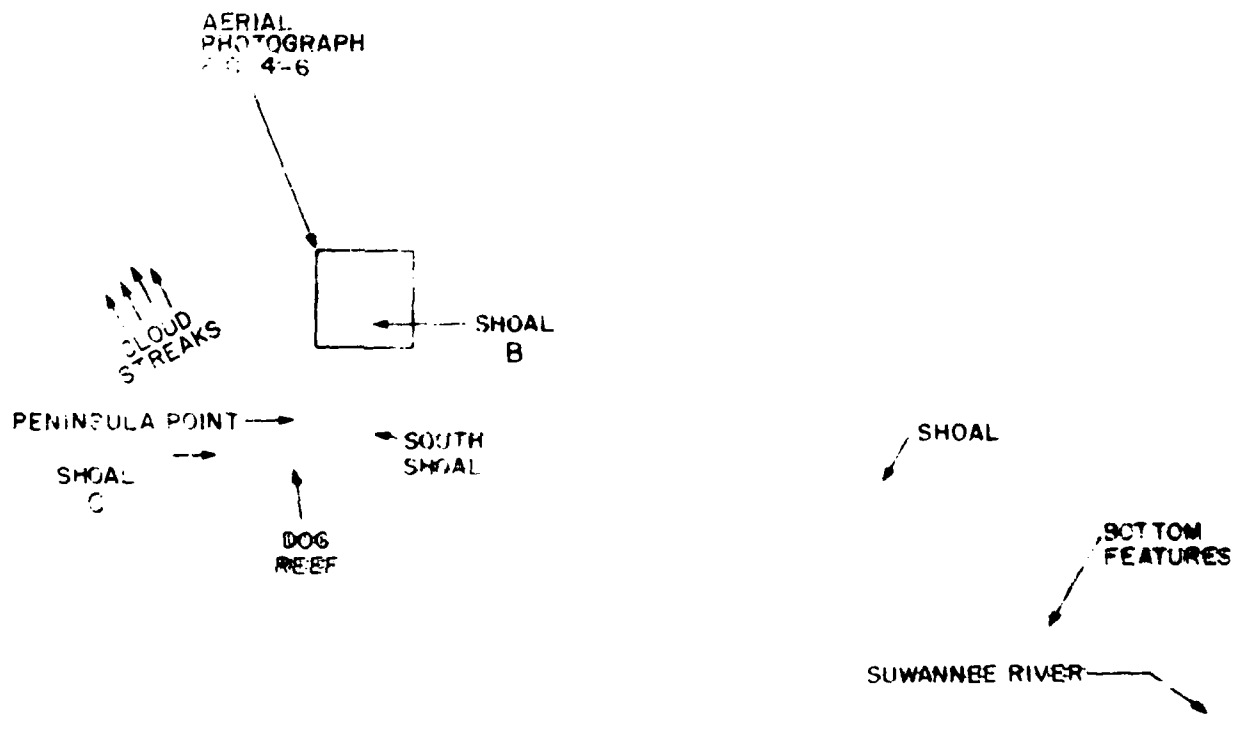 AERIAL
PHOTOGRAPH
4-6
CLOUD
STREAKS
SHOAL
B
PENINSULA POINT
SOUTH
SHOAL
SHOAL
C
DOG
REEF
SHOAL
BOTTOM
FEATURES
SUWANNEE RIVER